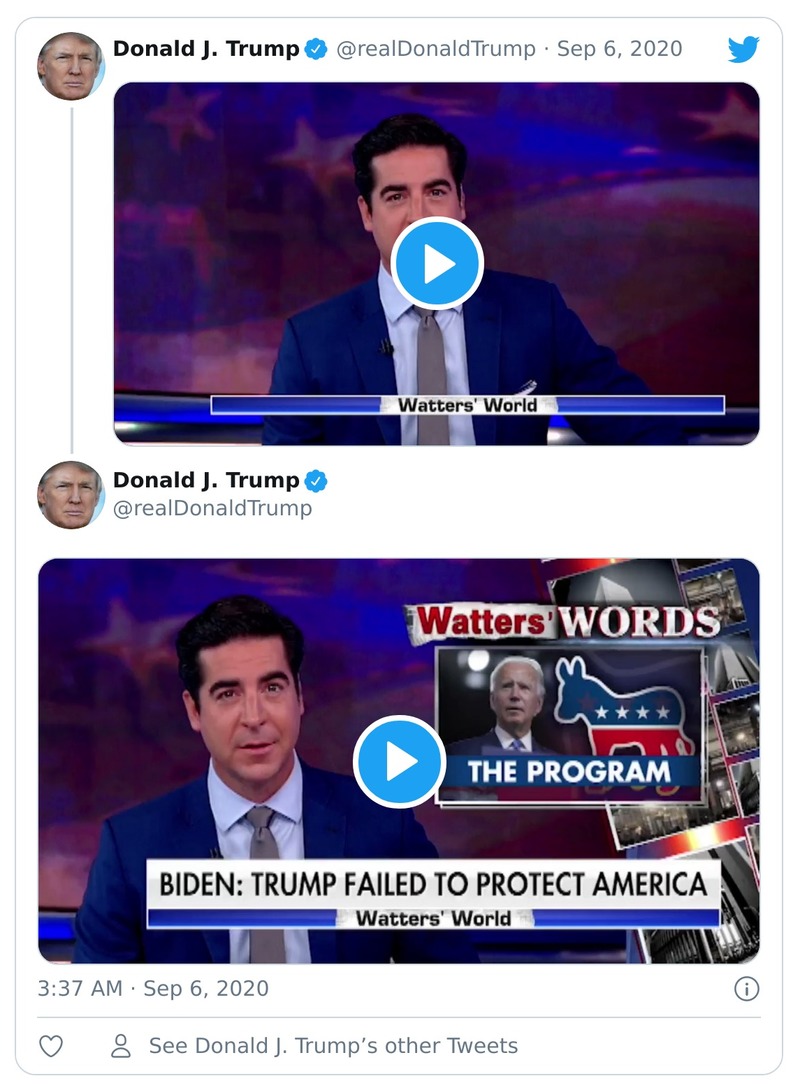 Donald J. Trump @realDonaldTrump · Sep 6, 2020
Watters' World
Donald J. Trump
@realDonaldTrump
Watters' WORDS
THE PROGRAM
BIDEN: TRUMP FAILED TO PROTECT AMERICA
Watters' World
3:37 AM · Sep 6, 2020
See Donald J. Trump’s other Tweets